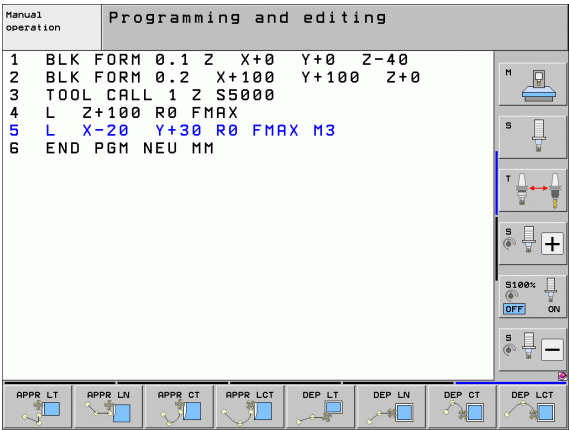 Manual
operation
Programming and editing
1 BLK FORM 0.1 Z X+0 Y+0 Z-40
2 BLK FORM 0.2 X+100 Y+100 Z+0
3 TOOL CALL 1 Z S5000
4 L Z+100 R0 FMAX
5 L X-20 Y+30 R0 FMAX M3
6 END PGM NEU MM
M
S
T
S
+
S100%
OFF ON
S
−
APPR LT APPR LN APPR CT APPR LCT DEP LT DEP LN DEP CT DEP LCT